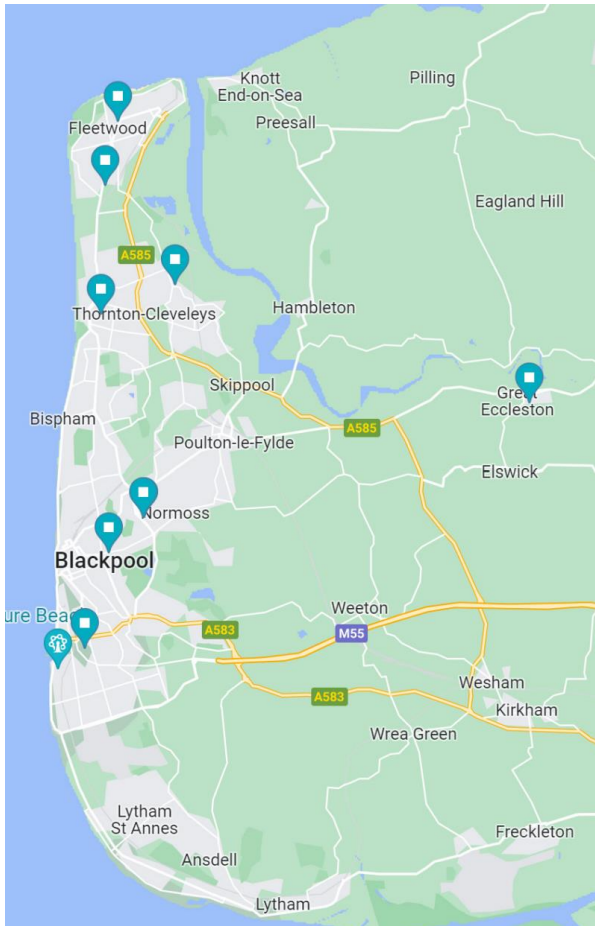 Knott
End-on-Sea
Pilling
Preesall
Fleetwood
Eagland Hill
A585
Hambleton
Thornton-Cleveleys
Skippool
Great
Eccleston
Bispham
A585
Poulton-le-Fylde
Elswick
Normoss
Blackpool
Weeton
ure Bea
A583
M55
Wesham
A583
Kirkham
Wrea Green
Lytham
St Annes
Freckleton
Ansdell
Lytham